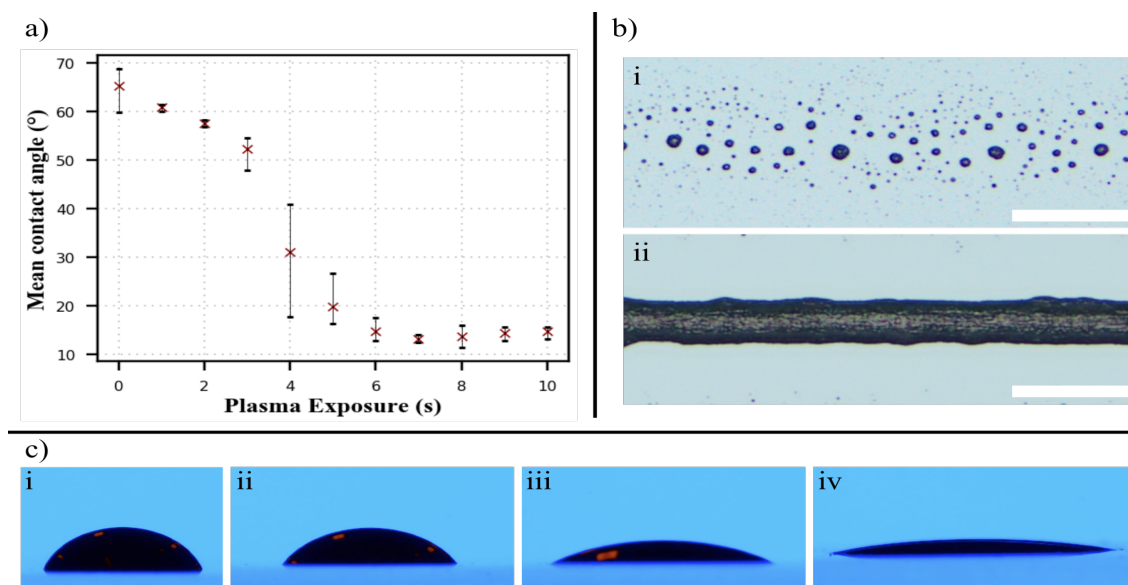 a)
70
60
50
40
30
20
10
Mean contact angle (°)
0 2 4 6 8 10
Plasma Exposure (s)
b)
i
ii
c)
i ii iii iv